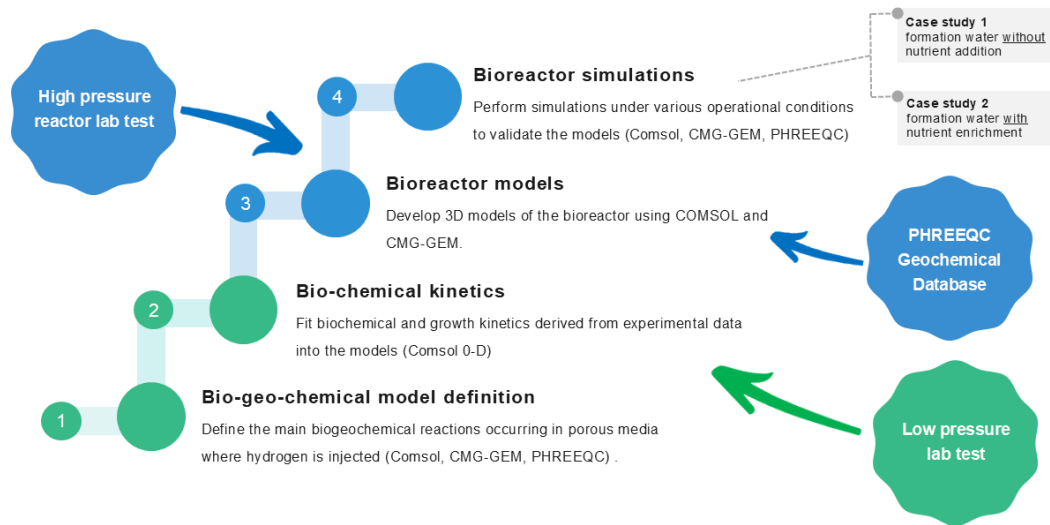 Case study 1
formation water without
nutrient addition
High pressure
reactor lab test
4
Bioreactor simulations
Perform simulations under various operational conditions
to validate the models (Comsol, CMG-GEM, PHREEQC)
Case study 2
formation water with
nutrient enrichment
3
Bioreactor models
Develop 3D models of the bioreactor using COMSOL and
CMG-GEM.
PHREEQC
Geochemical
Database
2
Bio-chemical kinetics
Fit biochemical and growth kinetics derived from experimental data
into the models (Comsol 0-D)
1
Bio-geo-chemical model definition
Define the main biogeochemical reactions occurring in porous media
where hydrogen is injected (Comsol, CMG-GEM, PHREEQC) .
Low pressure
lab test